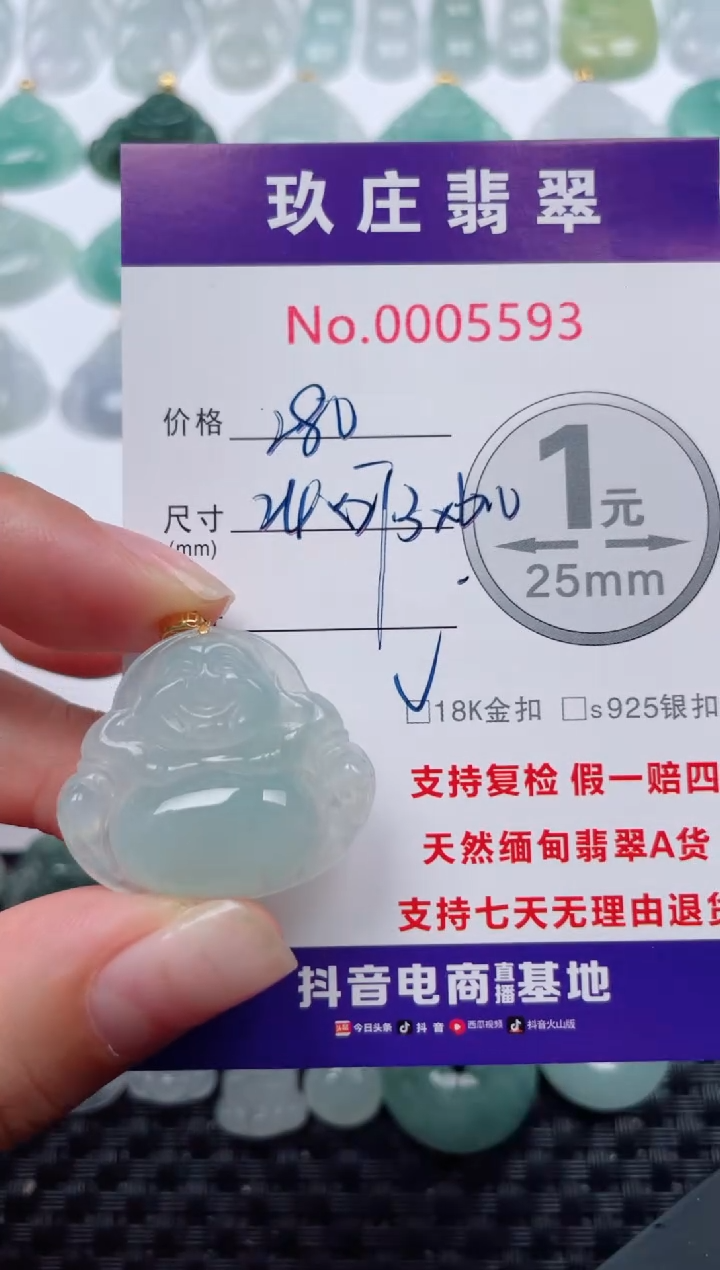 玖庄翡翠
No.0005593
价格 280
尺寸
(mm)
1元
25mm
18K金扣 □s925银扣
支持复检 假一赔四
天然缅甸翡翠A货
支持七天无理由退货
抖音电商直播基地
今日头条 抖音 西瓜视频 抖音火山版